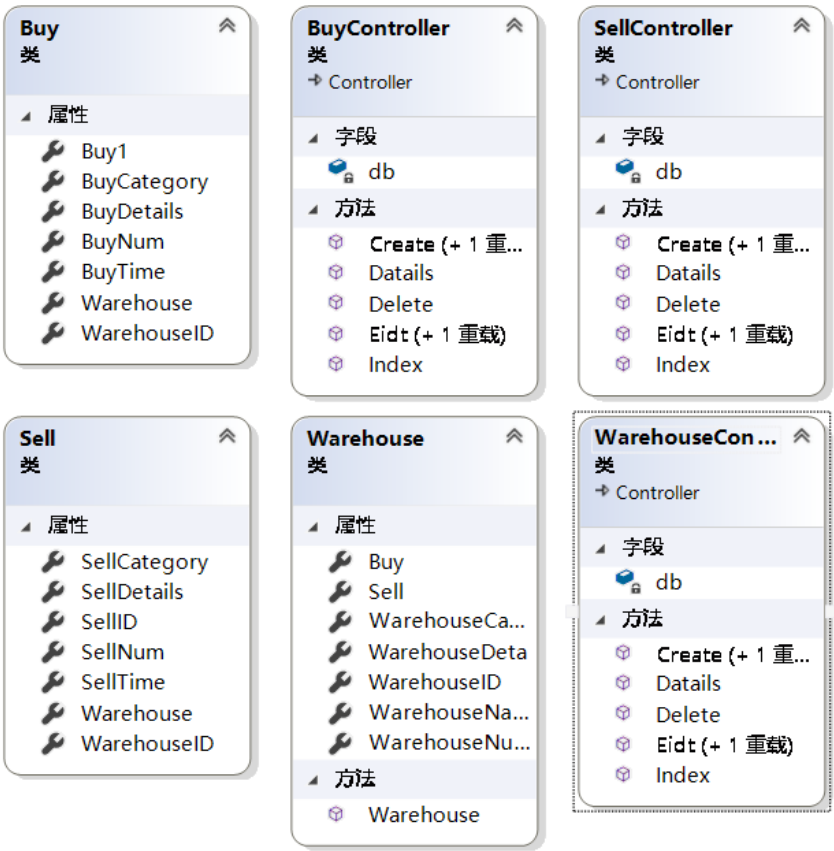 Buy
类
属性
Buy1
BuyCategory
BuyDetails
BuyNum
BuyTime
Warehouse
WarehouseID
BuyController
类
Controller
字段
db
方法
Create (+ 1 重...
Datails
Delete
Eidt (+ 1 重载)
Index
SellController
类
Controller
字段
db
方法
Create (+ 1 重...
Datails
Delete
Eidt (+ 1 重载)
Index
Sell
类
属性
SellCategory
SellDetails
SellID
SellNum
SellTime
Warehouse
WarehouseID
Warehouse
类
属性
Buy
Sell
WarehouseCa...
WarehouseDeta
WarehouseID
WarehouseNa...
WarehouseNu...
方法
Warehouse
WarehouseCon ...
类
Controller
字段
db
方法
Create (+ 1 重...
Datails
Delete
Eidt (+ 1 重载)
Index